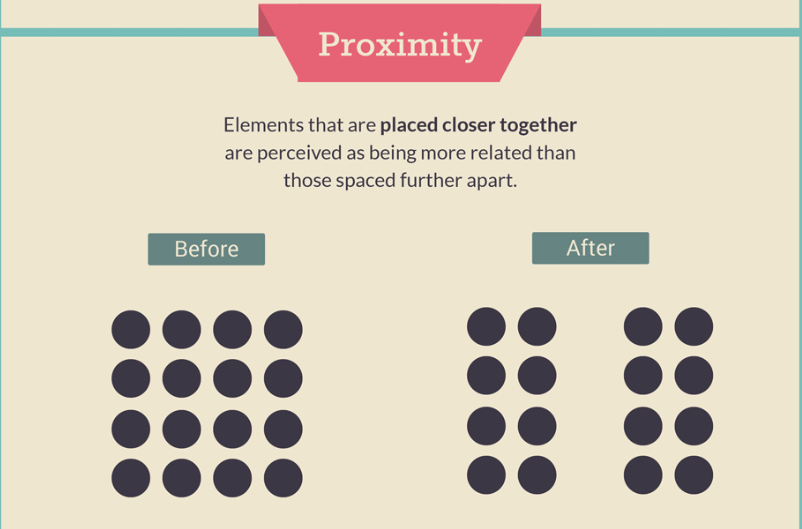 Proximity
Elements that are placed closer together
are perceived as being more related than
those spaced further apart.
Before
After